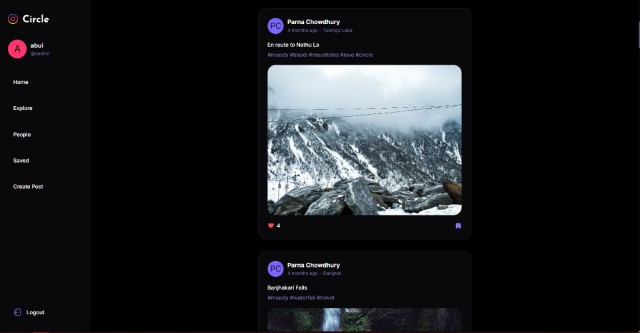 Circle
A
abui
Home
Explore
People
Saved
Create Post
Logout
PC
Parna Chowdhury
4 months ago - Tsomgo Lake
En route to Nathu La
#moody #travel #mountains #love #circle
4
PC
Parna Chowdhury
4 months ago - Gangtok
Banjhakari Falls
#moody #waterfall #travel